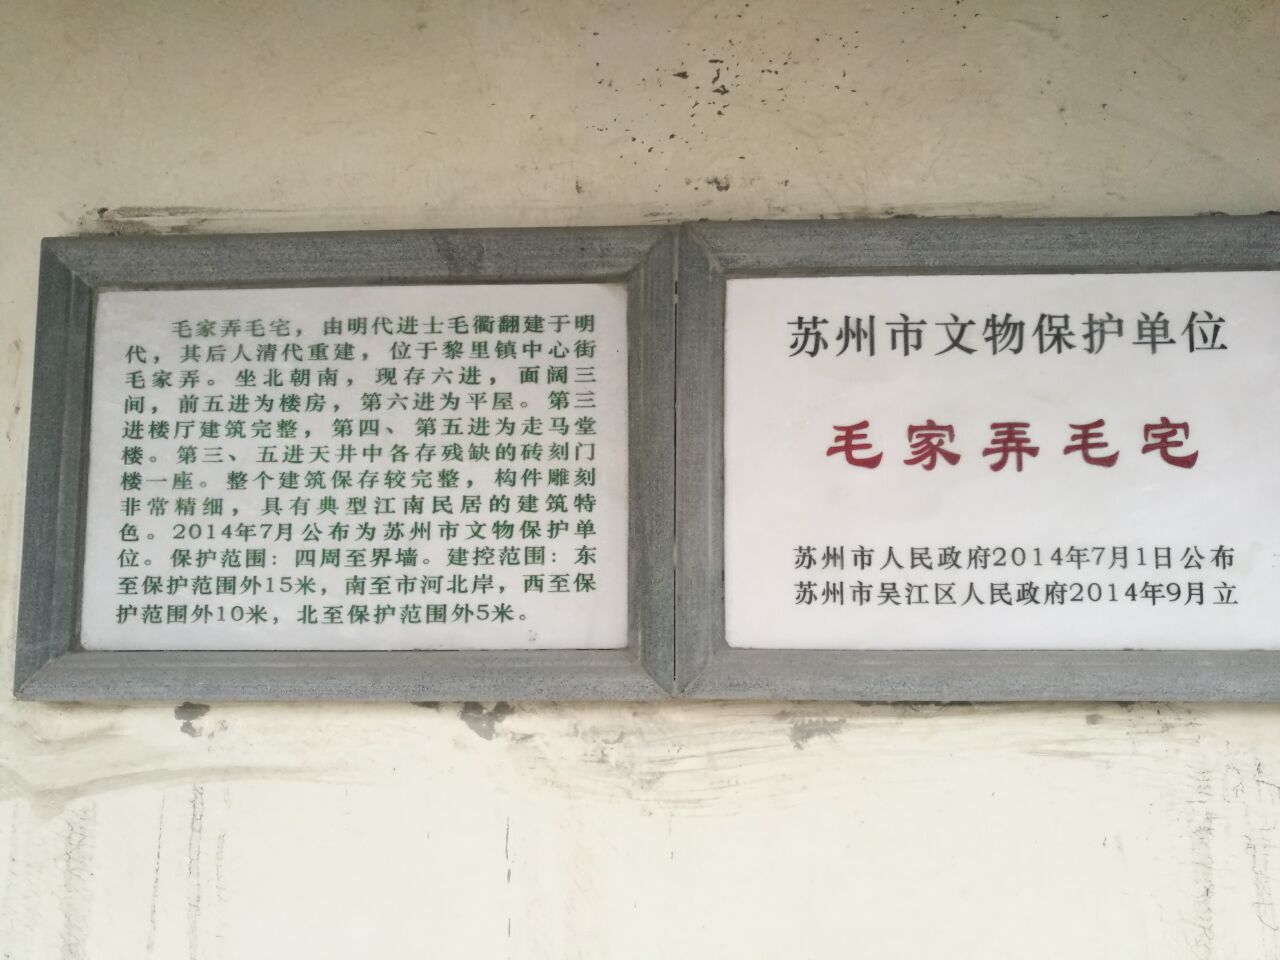 毛家弄毛宅，由明代进士毛衢翻建于明
代，其后人清代重建，位于黎里镇中心街
毛家弄。坐北朝南，现存六进，面阔三
间，前五进为楼房，第六进为平屋。第三
进楼厅建筑完整，第四、第五进为走马堂
楼。第三、五进天井中各存残缺的砖刻门
楼一座。整个建筑保存较完整，构件雕刻
非常精细，具有典型江南民居的建筑特
色。2014年7月公布为苏州市文物保护单
位。保护范围：四周至界墙。建控范围：东
至保护范围外15米，南至市河北岸，西至保
护范围外10米，北至保护范围外5米。
苏州市文物保护单位
毛家弄毛宅
苏州市人民政府2014年7月1日公布
苏州市吴江区人民政府2014年9月立